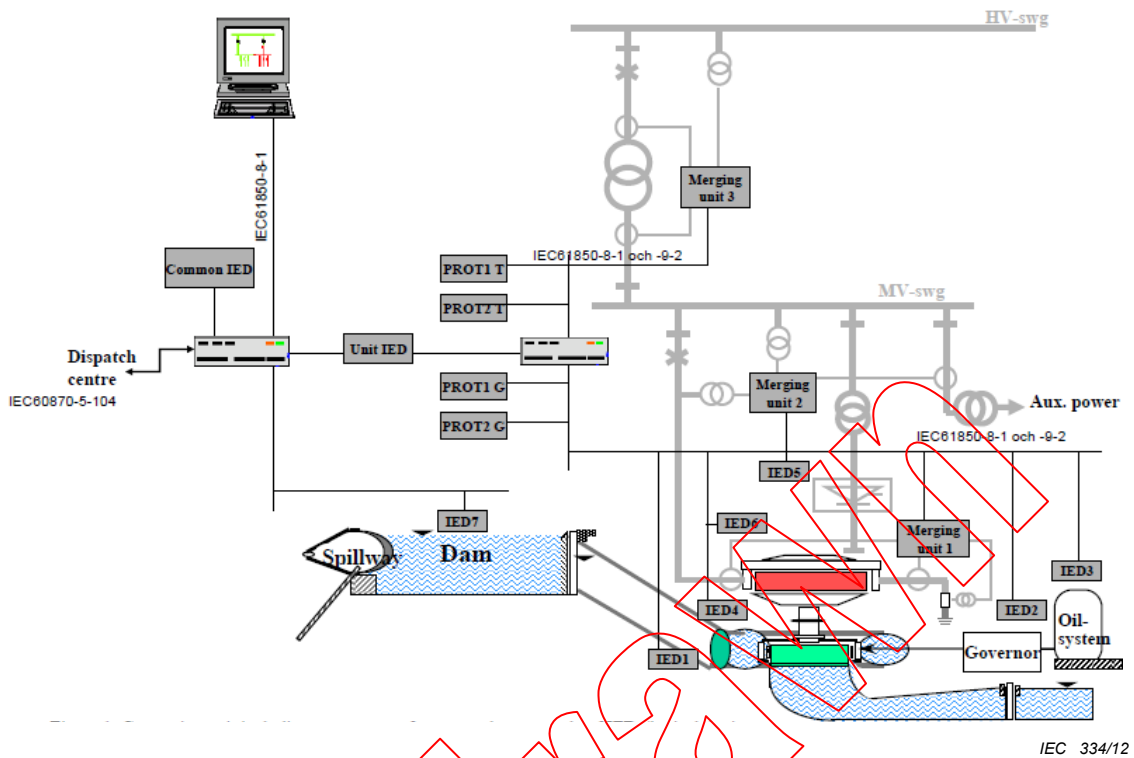 HV-swg
IEC61850-8-1
Merging
unit 3
IEC61850-8-1 och -9-2
Common IED
PROT1 T
PROT2 T
MV-swg
Unit IED
Dispatch
centre
IEC60870-5-104
PROT1 G
PROT2 G
Merging
unit 2
Aux. power
IEC61850-8-1 och -9-2
IED5
IED7
IED6
Merging
unit 1
Spillway
Dam
IED3
IED4
IED2
Oil-
system
IED1
Governor
IEC 334/12